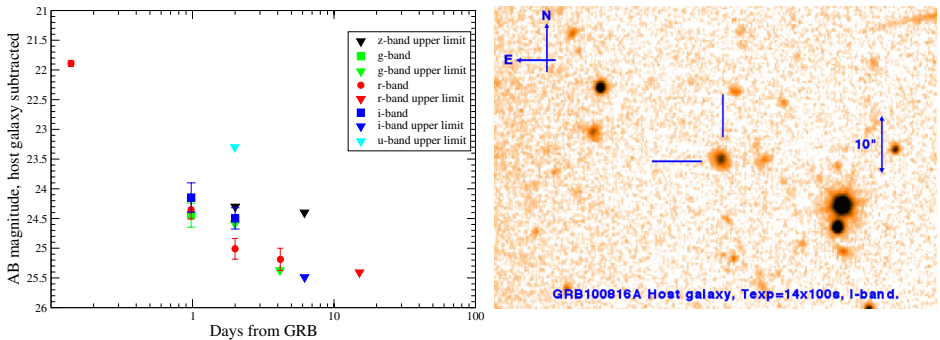 21.5
22
22.5
23
23.5
24
24.5
25
25.5
26
AB magnitude, host galaxy subtracted
1
10
100
Days from GRB
z-band upper limit
g-band
g-band upper limit
r-band
r-band upper limit
i-band
i-band upper limit
u-band upper limit
N
E
10"
GRB100816A Host galaxy, Texp=14x100s, I-band.